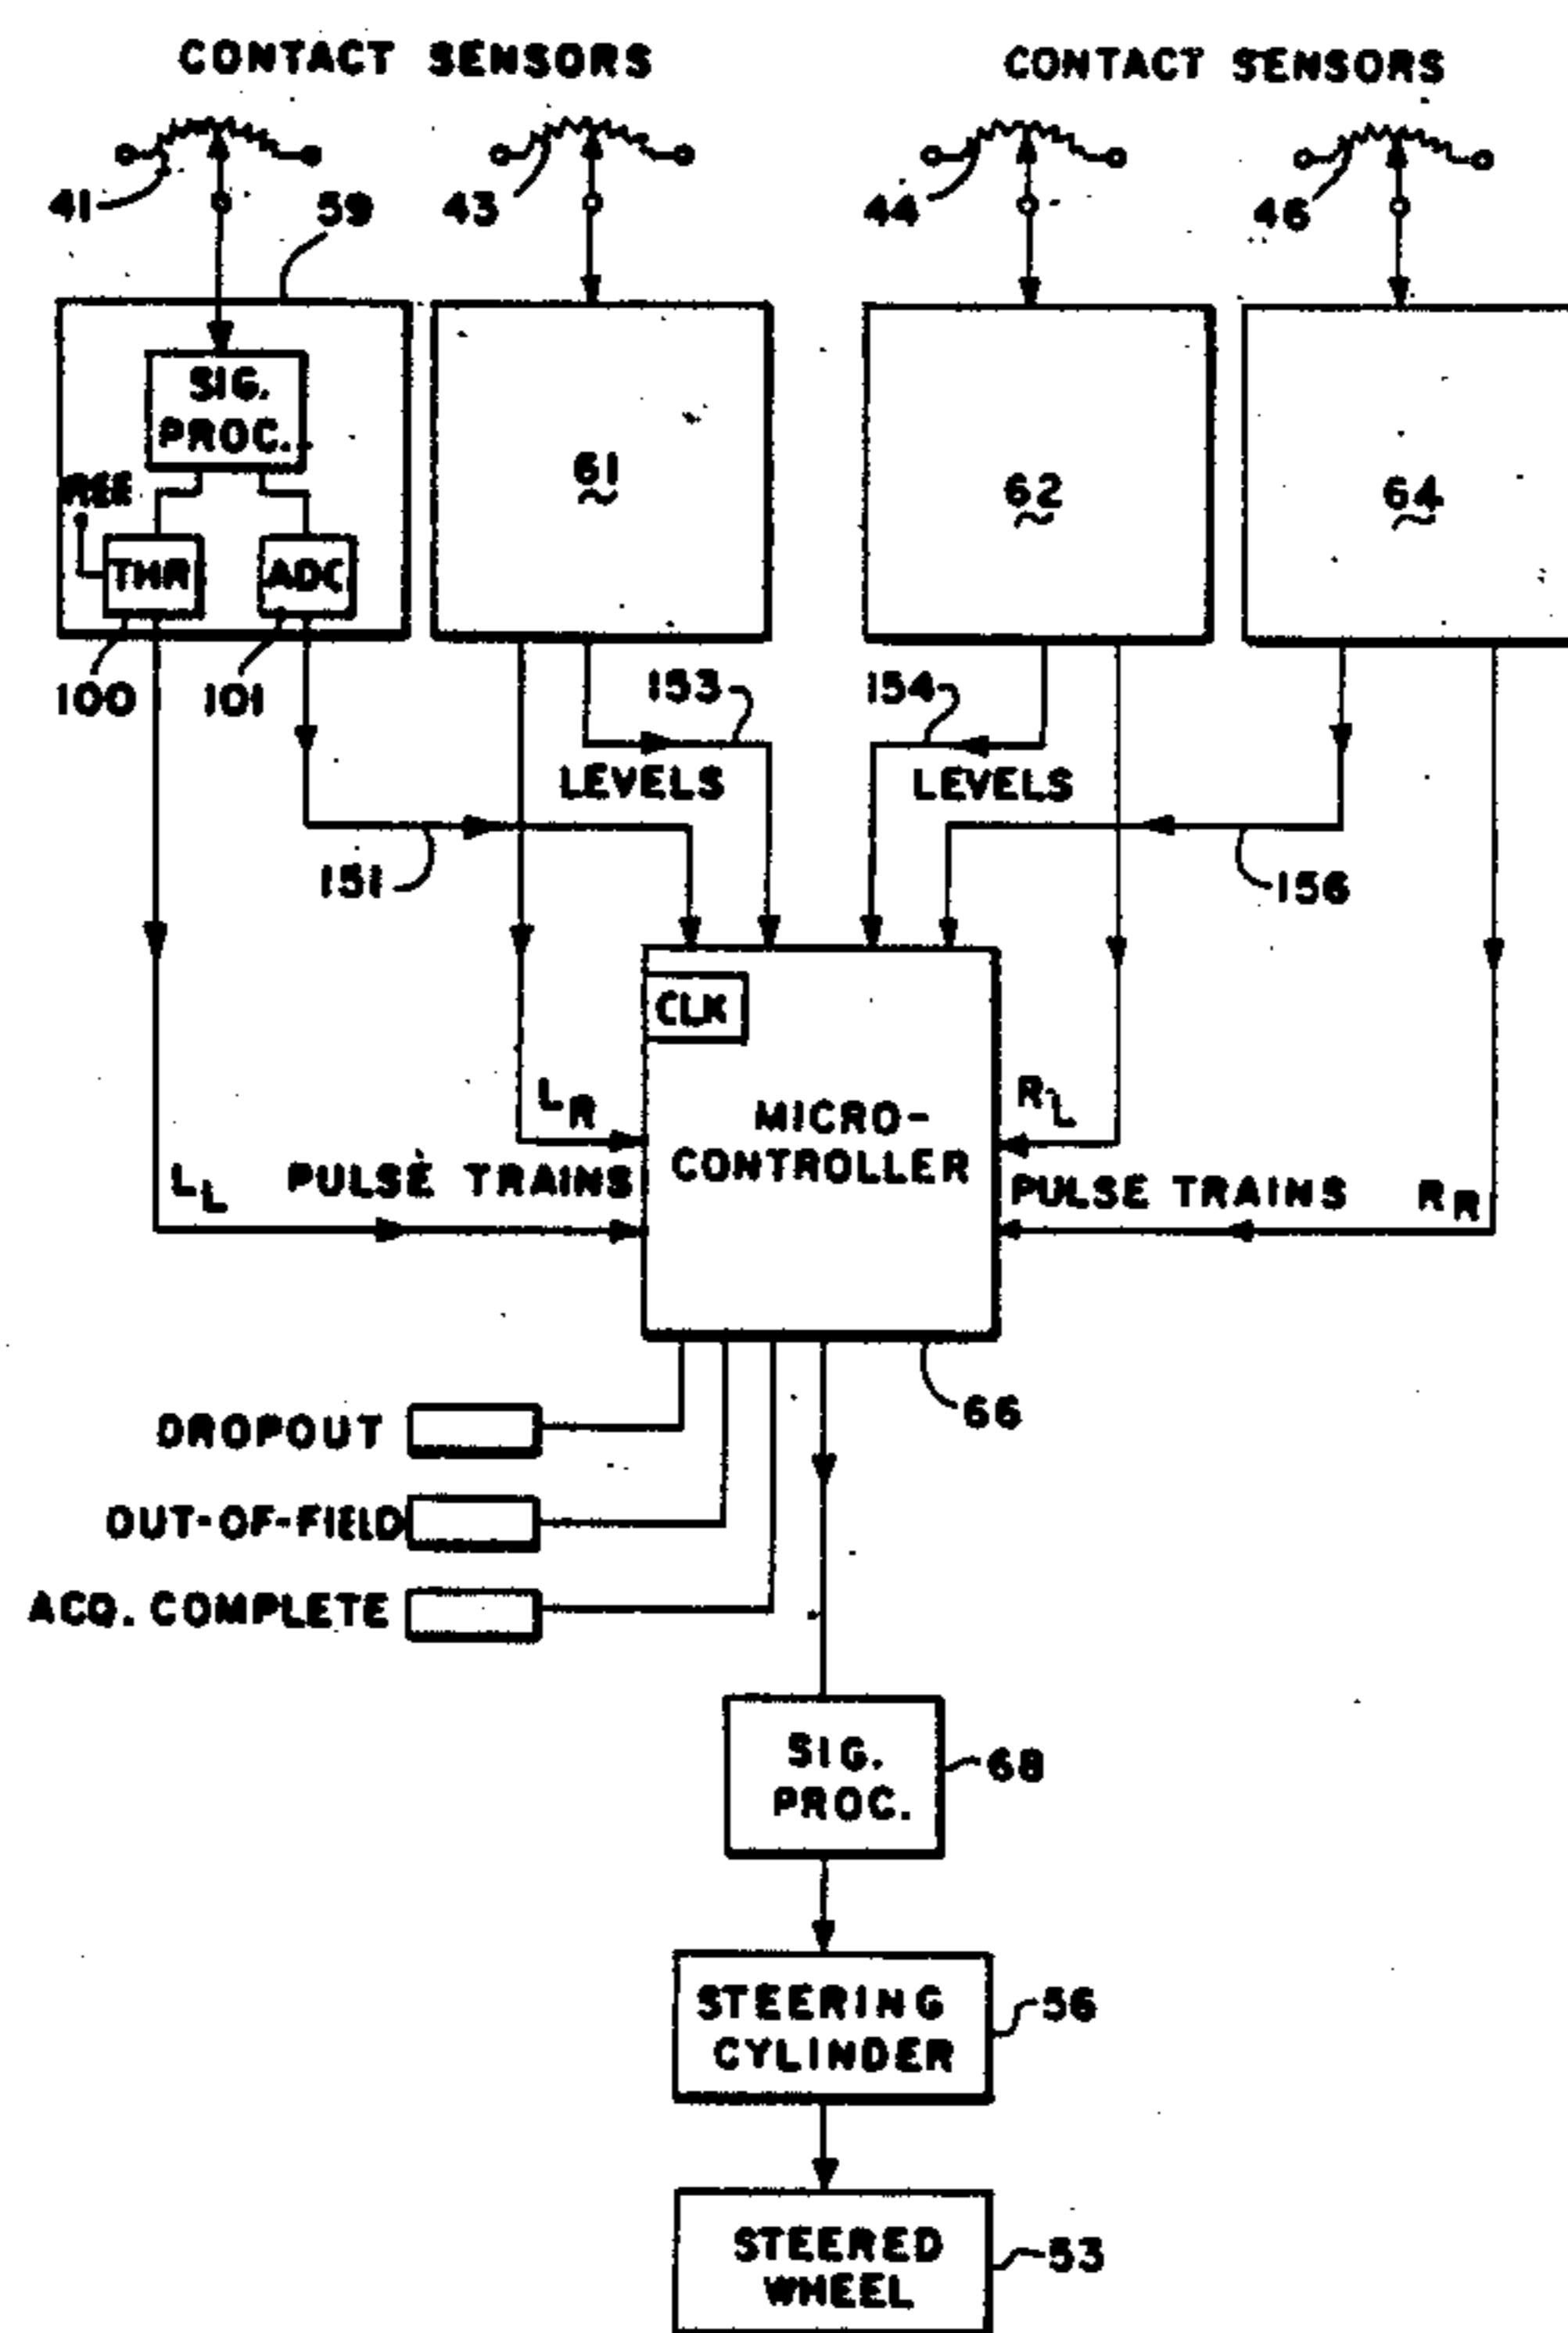 CONTACT SENSORS
CONTACT SENSORS
41
59
43
44
46
SIG.
PROC.
THR
ADC
61
62
64
100
101
153
154
LEVELS
LEVELS
151
156
CLK
MICRO-
CONTROLLER
LR
RL
LL
PULSE TRAINS
PULSE TRAINS
RR
66
DROPOUT
OUT-OF-FIELD
ACQ. COMPLETE
SIG.
PROC.
68
STEERING
CYLINDER
56
STEERED
WHEEL
53